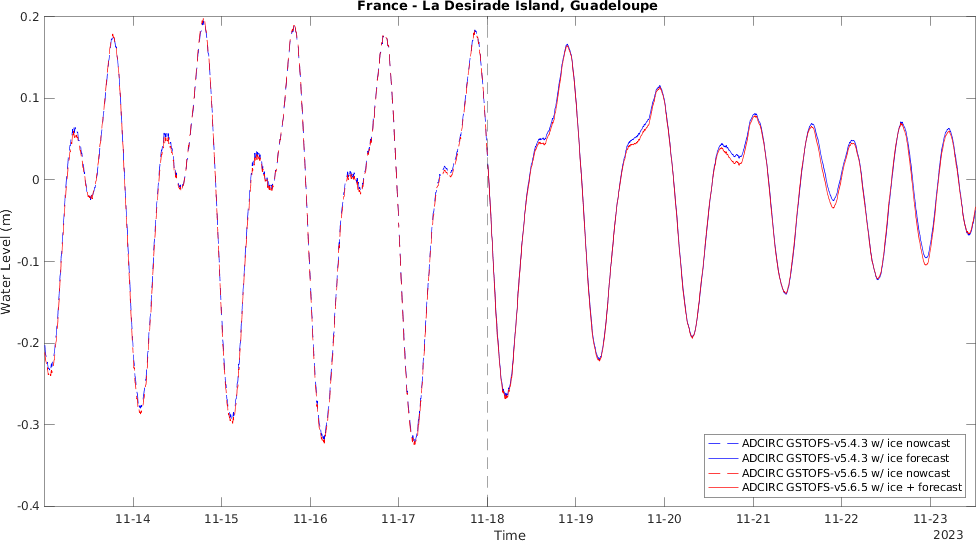 France - La Desirade Island, Guadeloupe
0.2
0.1
0
-0.1
-0.2
-0.3
-0.4
Water Level (m)
11-14 11-15 11-16 11-17 11-18 11-19 11-20 11-21 11-22 11-23
Time
2023
ADCIRC GSTOFS-v5.4.3 w/ ice nowcast
ADCIRC GSTOFS-v5.4.3 w/ ice forecast
ADCIRC GSTOFS-v5.6.5 w/ ice nowcast
ADCIRC GSTOFS-v5.6.5 w/ ice + forecast